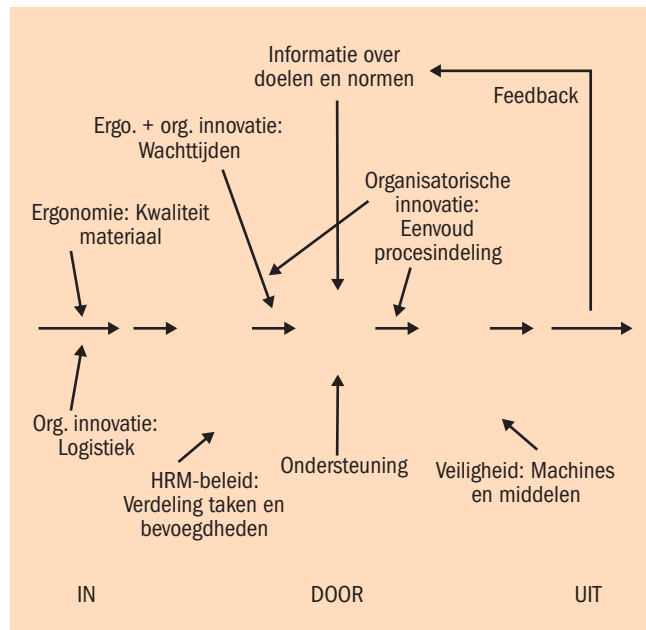 Informatie over
doelen en normen
Feedback
Ergo. + org. innovatie:
Wachttijden
Organisatorische
innovatie:
Eenvoud
procesindeling
Ergonomie: Kwaliteit
materiaal
Org. innovatie:
Logistiek
HRM-beleid:
Verdeling taken en
bevoegdheden
Ondersteuning
Veiligheid: Machines
en middelen
IN
DOOR
UIT